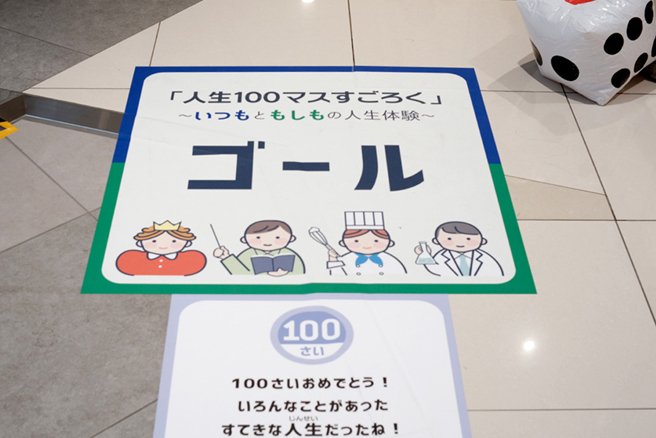 「人生100マスすごろく」
～いつもともしもの人生体験～
ゴール
100
さい
100さいおめでとう！
いろんなことがあった
じんせい
すてきな人生だったね！